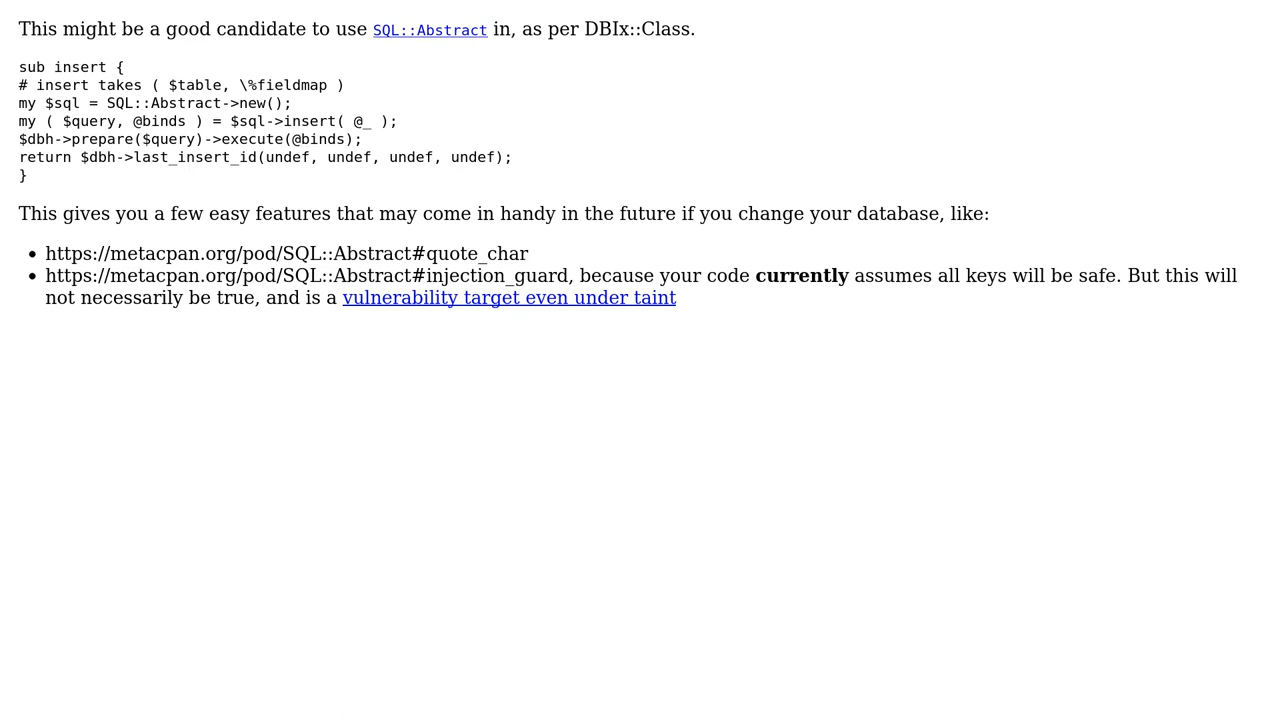 This might be a good candidate to use SQL::Abstract in, as per DBIx::Class.
sub insert {
# insert takes ( $table, \%fieldmap )
my $sql = SQL::Abstract->new();
my ( $query, @binds ) = $sql->insert( @_ );
$dbh->prepare($query)->execute(@binds);
return $dbh->last_insert_id(undef, undef, undef, undef);
}
This gives you a few easy features that may come in handy in the future if you change your database, like:
• https://metacpan.org/pod/SQL::Abstract#quote_char
• https://metacpan.org/pod/SQL::Abstract#injection_guard, because your code currently assumes all keys will be safe. But this will
not necessarily be true, and is a vulnerability target even under taint